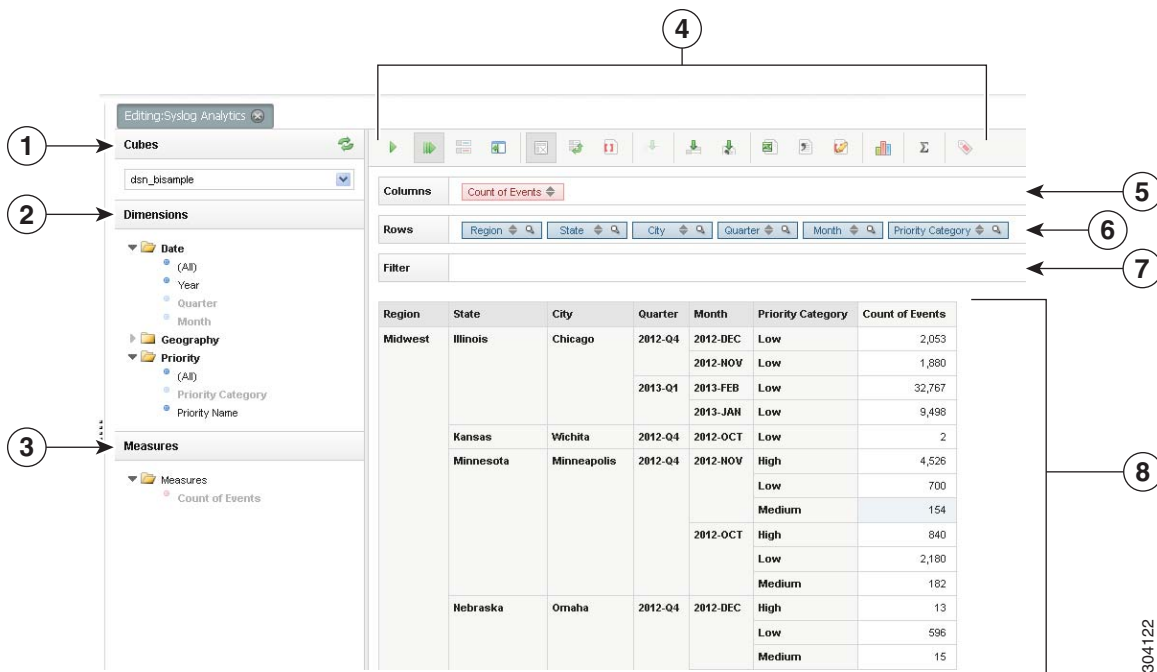 4
Editing:Syslog Analytics
1
Cubes
dsn_bisample
2
Dimensions
Date
(All)
Year
Quarter
Month
Geography
Priority
(All)
Priority Category
Priority Name
3
Measures
Measures
Count of Events
Σ
Columns
Count of Events
5
Rows
Region State City Quarter Month Priority Category
6
Filter
7
Region State City Quarter Month Priority Category Count of Events
Midwest Illinois Chicago 2012-Q4 2012-DEC Low 2,053
2012-NOV Low 1,880
2013-Q1 2013-FEB Low 32,767
2013-JAN Low 9,498
Kansas Wichita 2012-Q4 2012-OCT Low 2
Minnesota Minneapolis 2012-Q4 2012-NOV High 4,526
Low 700
Medium 154
2012-OCT High 840
Low 2,180
Medium 182
Nebraska Omaha 2012-Q4 2012-DEC High 13
Low 596
Medium 15
8
304122